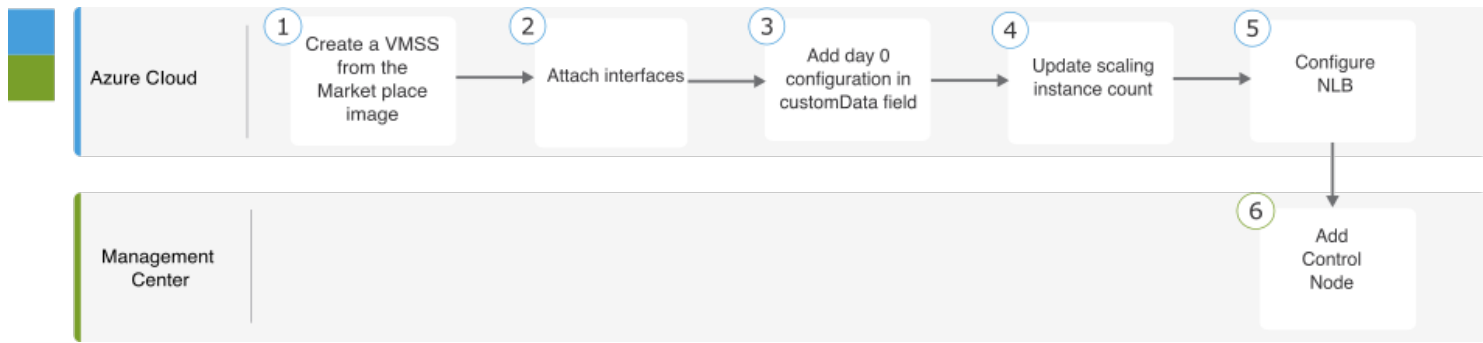 Azure Cloud
1
Create a VMSS
from the
Market place
image
2
Attach interfaces
3
Add day 0
configuration in
customData field
4
Update scaling
instance count
5
Configure
NLB
Management
Center
6
Add
Control
Node